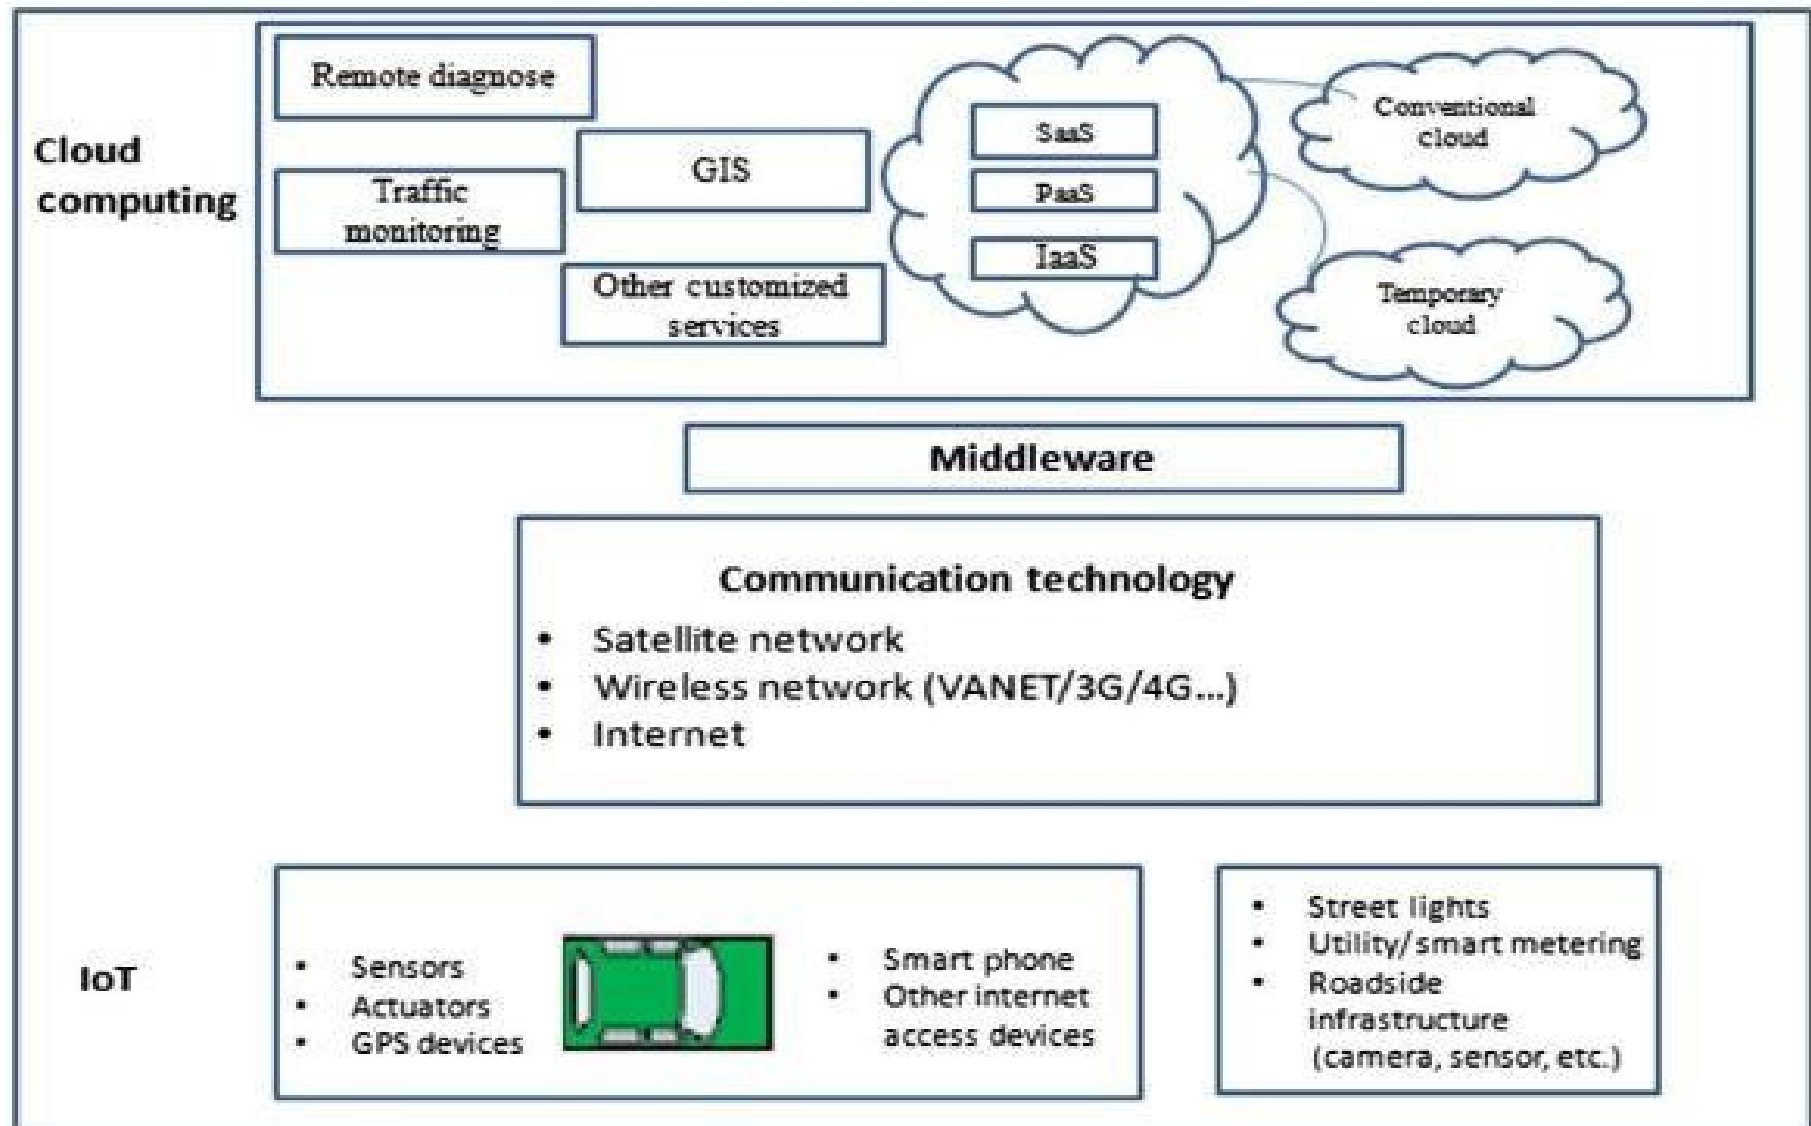 Cloud
computing
Remote diagnose
GIS
Traffic
monitoring
Other customized
services
SaaS
PaaS
IaaS
Conventional
cloud
Temporary
cloud
Middleware
Communication technology
• Satellite network
• Wireless network (VANET/3G/4G...)
• Internet
IoT
• Sensors
• Actuators
• GPS devices
• Smart phone
• Other internet
access devices
• Street lights
• Utility/smart metering
• Roadside
infrastructure
(camera, sensor, etc.)